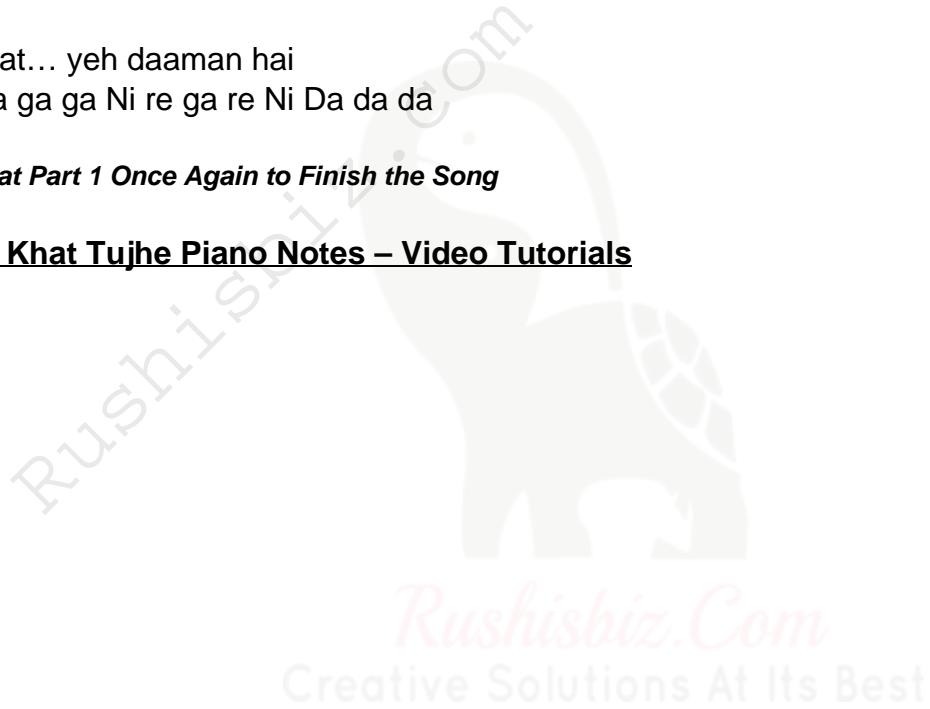 at… yeh daaman hai
a ga ga Ni re ga re Ni Da da da
at Part 1 Once Again to Finish the Song
Khat Tujhe Piano Notes – Video Tutorials
Rushisbiz.com
Rushisbiz.Com
Creative Solutions At Its Best